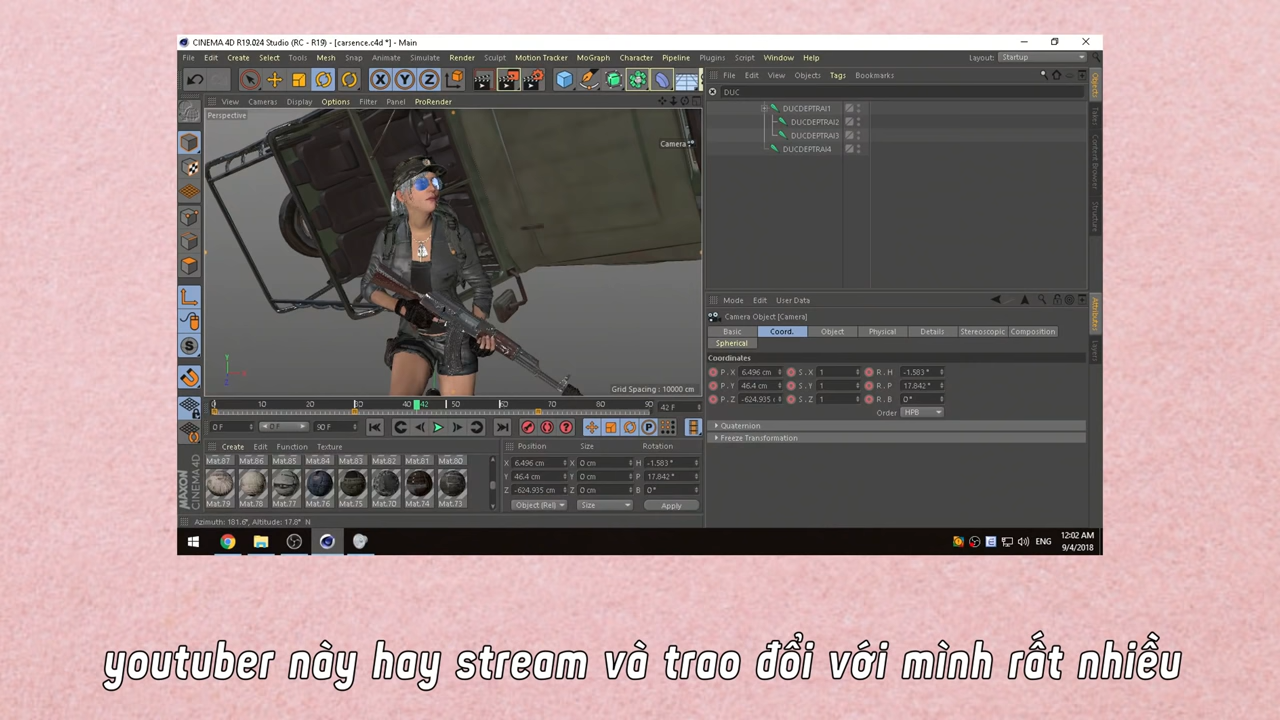 CINEMA 4D R19.024 Studio (RC - R19) - [carsence.c4d *] - Main
File Edit Create Select Tools Mesh Snap Animate Simulate Render Sculpt Motion Tracker MoGraph Character Pipeline Plugins Script Window Help Layout: Startup
X Y Z
File Edit View Objects Tags Bookmarks
DUC
View Cameras Display Options Filter Panel ProRender
Perspective
Camera
DUCDEPTRAI1
DUCDEPTRAI2
DUCDEPTRAI3
DUCDEPTRAI4
Objects
Takes
Content Browser
Structure
Mode Edit User Data
Camera Object [Camera]
Basic Coord. Object Physical Details Stereoscopic Composition
Spherical
Coordinates
P . X 6.496 cm S . X 1 R . H -1.583 °
P . Y 46.4 cm S . Y 1 R . P 17.842 °
P . Z -624.935 S . Z 1 R . B 0 °
Order HPB
Quaternion
Freeze Transformation
Attributes
Layers
Grid Spacing : 10000 cm
0 10 20 30 40 42 50 60 70 80 90 42 F
0 F 0 F 90 F 90 F
Create Edit Function Texture
Mat.87 Mat.86 Mat.85 Mat.84 Mat.83 Mat.82 Mat.81 Mat.80
Mat.79 Mat.78 Mat.77 Mat.76 Mat.75 Mat.70 Mat.74 Mat.73
Position Size Rotation
X 6.496 cm X 0 cm H -1.583 °
Y 46.4 cm Y 0 cm P 17.842 °
Z -624.935 cm Z 0 cm B 0 °
Object (Rel) Size Apply
MAXON CINEMA 4D
Azimuth: 181.6°, Altitude: 17.8° N
ENG
12:02 AM
9/4/2018
youtuber này hay stream và trao đổi với mình rất nhiều